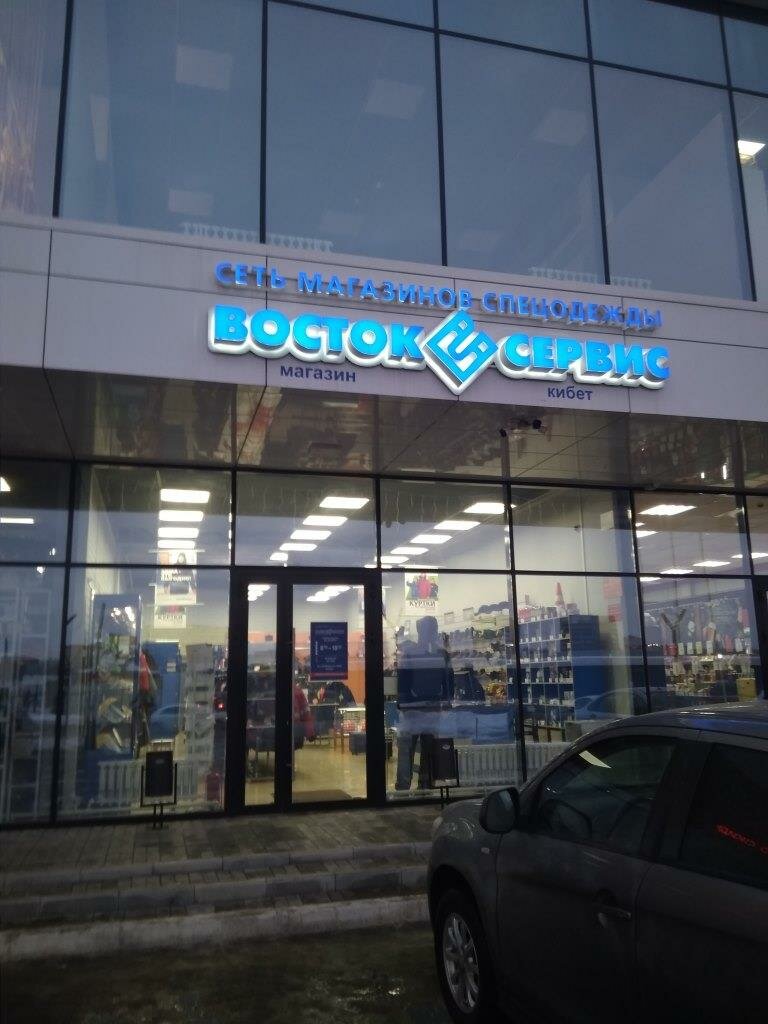 СЕТЬ МАГАЗИНОВ СПЕЦОДЕЖДЫ
ВОСТОК СЕРВИС
магазин
кибет
КУРТКИ